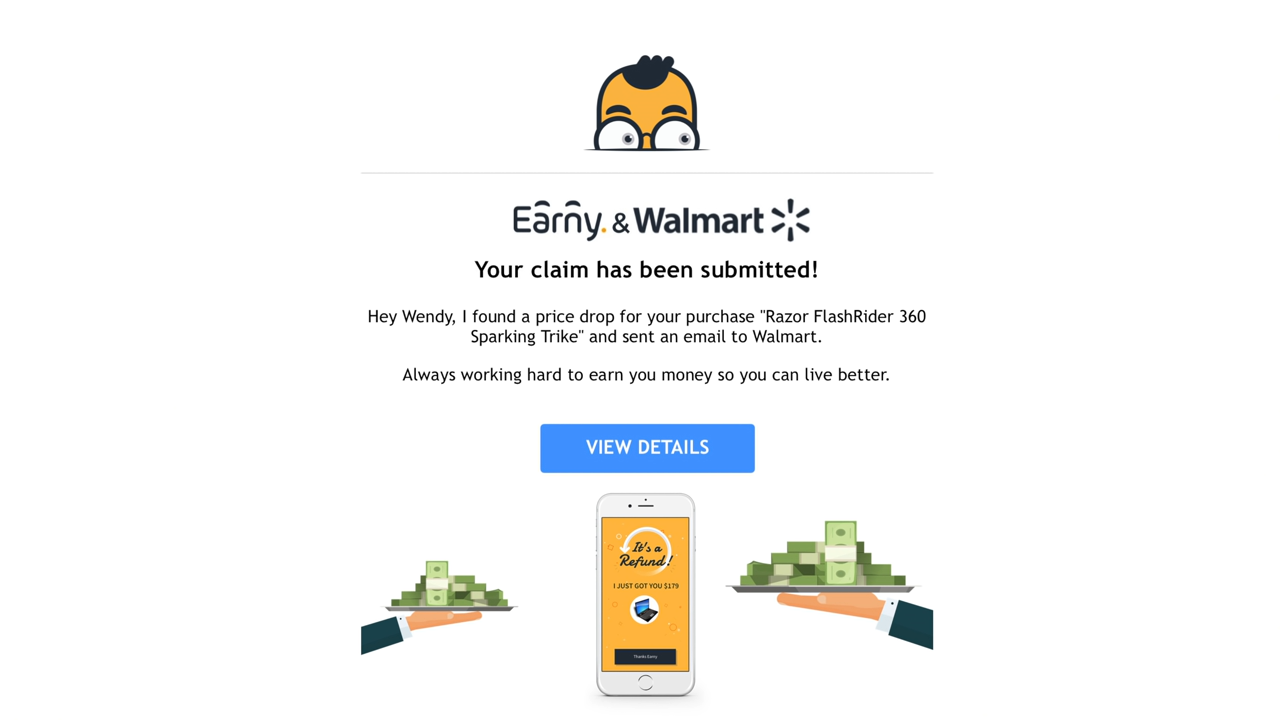 Earny. & Walmart
Your claim has been submitted!
Hey Wendy, I found a price drop for your purchase "Razor FlashRider 360
Sparking Trike" and sent an email to Walmart.
Always working hard to earn you money so you can live better.
VIEW DETAILS
It's a
Refund!
I JUST GOT YOU $179
Thanks Earny